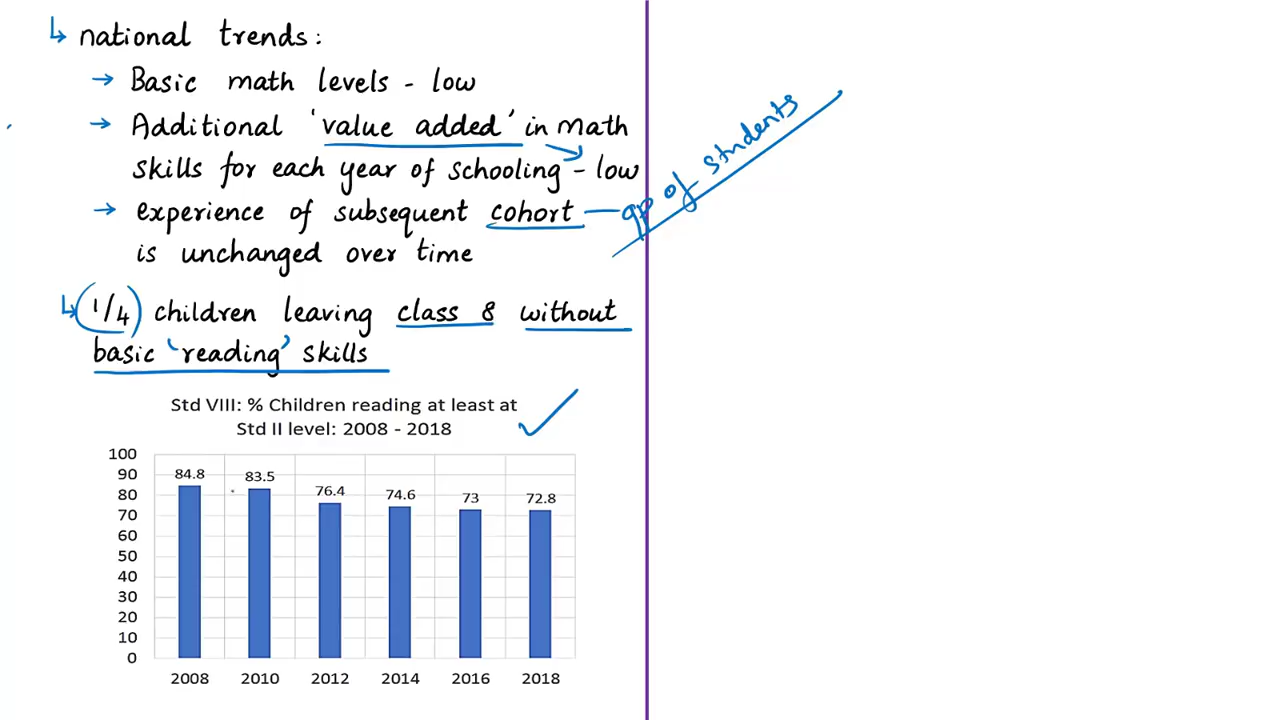 ↳ national trends:
→ Basic math levels - low
→ Additional 'value added' in math
skills for each year of schooling - low
→ experience of subsequent cohort — gp of students
is unchanged over time
↳ 1/4 children leaving class 8 without
basic 'reading' skills
Std VIII: % Children reading at least at
Std II level: 2008 - 2018
100
90
80
70
60
50
40
30
20
10
0
84.8 83.5 76.4 74.6 73 72.8
2008 2010 2012 2014 2016 2018